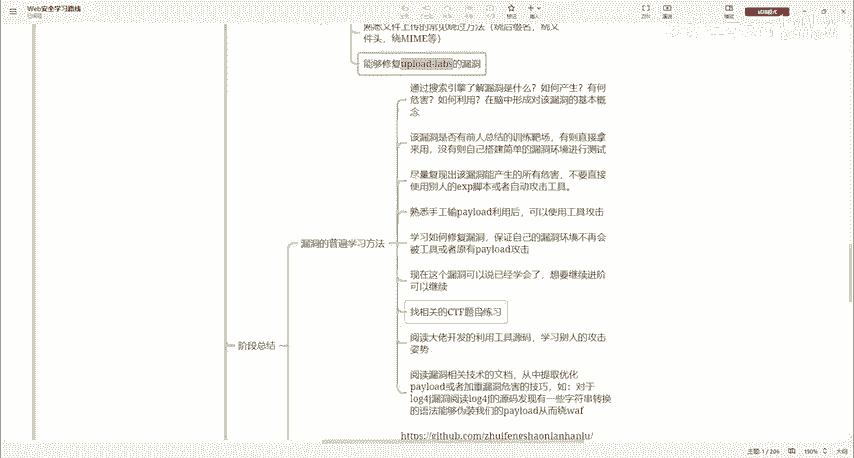 Web安全学习路线
已保存
熟悉文件上传的常见绕过方法（绕后缀名，绕文
件头，绕MIME等）
能够修复upload-labs的漏洞
通过搜索引擎了解漏洞是什么？如何产生？有何
危害？如何利用？在脑中形成对该漏洞的基本概
念
该漏洞是否有前人总结的训练靶场，有则直接拿
来用，没有则自己搭建简单的漏洞环境进行测试
尽量复现出该漏洞能产生的所有危害，不要直接
使用别人的exp脚本或者自动攻击工具。
熟悉手工输payload利用后，可以使用工具攻击
漏洞的普遍学习方法
学习如何修复漏洞，保证自己的漏洞环境不再会
被工具或者原有payload攻击
现在这个漏洞可以说已经学会了，想要继续进阶
可以继续
找相关的CTF题目练习
阶段总结
阅读大佬开发的利用工具源码，学习别人的攻击
姿势
阅读漏洞相关技术的文档，从中提取优化
payload或者加重漏洞危害的技巧，如：对于
log4j漏洞阅读log4j的源码发现有一些字符串转换
的语法能够伪装我们的payload从而绕waf
https://github.com/zhuifengshaonianhanlu/
主题: 1 / 206
150%
大纲